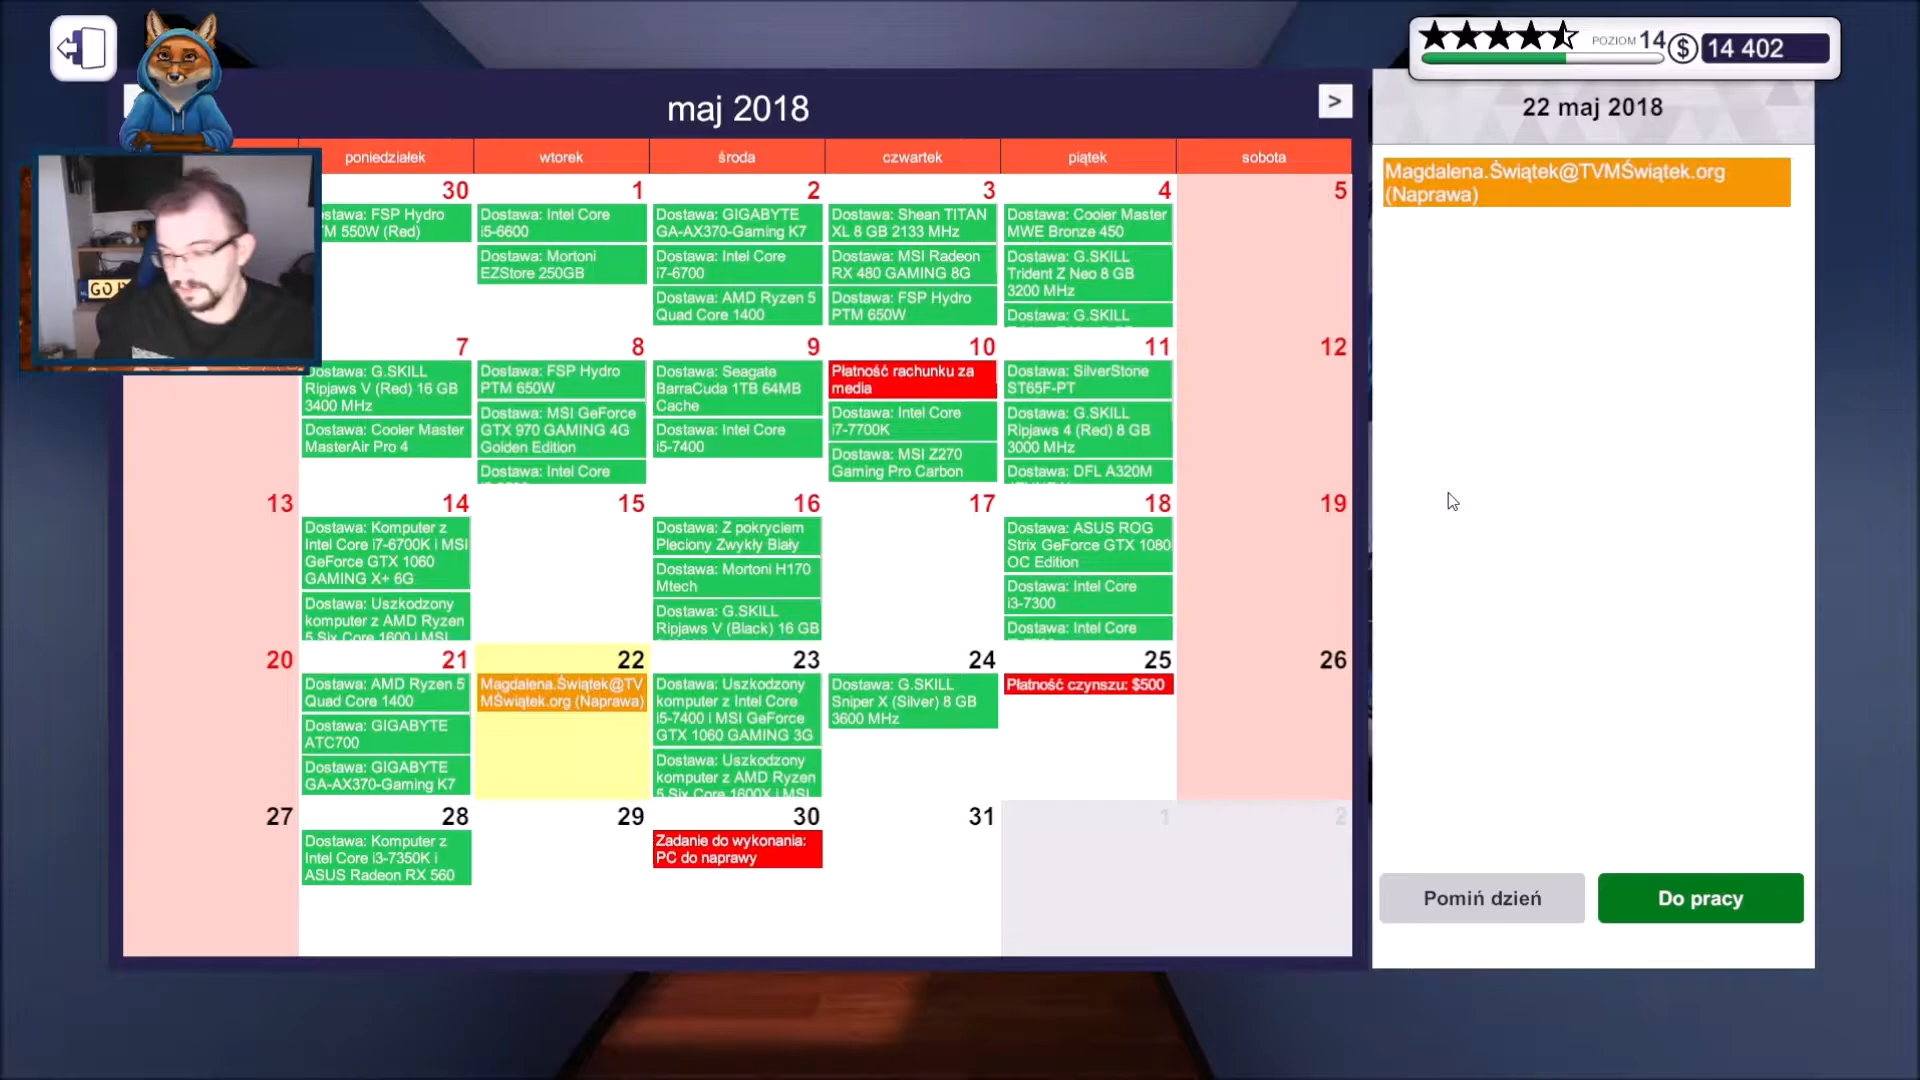 POZIOM 14
14 402
maj 2018
>
22 maj 2018
poniedziałek
wtorek
środa
czwartek
piątek
sobota
Magdalena.Świątek@TVMŚwiątek.org
(Naprawa)
30
FSP Hydro
550W (Red)
1
Dostawa: Intel Core
i5-6600
Dostawa: Mortoni
EZStore 250GB
2
Dostawa: GIGABYTE
GA-AX370-Gaming K7
Dostawa: Intel Core
i7-6700
Dostawa: AMD Ryzen 5
Quad Core 1400
3
Dostawa: Shean TITAN
XL 8 GB 2133 MHz
Dostawa: MSI Radeon
RX 480 GAMING 8G
Dostawa: FSP Hydro
PTM 650W
4
Dostawa: Cooler Master
MWE Bronze 450
Dostawa: G.SKILL
Trident Z Neo 8 GB
3200 MHz
Dostawa: G.SKILL
5
GO
7
Dostawa: G.SKILL
Ripjaws V (Red) 16 GB
3400 MHz
Dostawa: Cooler Master
MasterAir Pro 4
8
Dostawa: FSP Hydro
PTM 650W
Dostawa: MSI GeForce
GTX 970 GAMING 4G
Golden Edition
Dostawa: Intel Core
9
Dostawa: Seagate
BarraCuda 1TB 64MB
Cache
Dostawa: Intel Core
i5-7400
10
Płatność rachunku za
media
Dostawa: Intel Core
i7-7700K
Dostawa: MSI Z270
Gaming Pro Carbon
11
Dostawa: SilverStone
ST65F-PT
Dostawa: G.SKILL
Ripjaws 4 (Red) 8 GB
3000 MHz
Dostawa: DFL A320M
12
13
14
Dostawa: Komputer z
Intel Core i7-6700K i MSI
GeForce GTX 1060
GAMING X+ 6G
Dostawa: Uszkodzony
komputer z AMD Ryzen
5 Six Core 1600 i MSI
15
16
Dostawa: Z pokryciem
Pleciony Zwykły Biały
Dostawa: Mortoni H170
Mtech
Dostawa: G.SKILL
Ripjaws V (Black) 16 GB
17
18
Dostawa: ASUS ROG
Strix GeForce GTX 1080
OC Edition
Dostawa: Intel Core
i3-7300
Dostawa: Intel Core
19
20
21
Dostawa: AMD Ryzen 5
Quad Core 1400
Dostawa: GIGABYTE
ATC700
Dostawa: GIGABYTE
GA-AX370-Gaming K7
22
Magdalena.Świątek@TV
MŚwiątek.org (Naprawa)
23
Dostawa: Uszkodzony
komputer z Intel Core
i5-7400 i MSI GeForce
GTX 1060 GAMING 3G
Dostawa: Uszkodzony
komputer z AMD Ryzen
5 Six Core 1600X i MSI
24
Dostawa: G.SKILL
Sniper X (Silver) 8 GB
3600 MHz
25
Płatność czynszu: $500
26
27
28
Dostawa: Komputer z
Intel Core i3-7350K i
ASUS Radeon RX 560
29
30
Zadanie do wykonania:
PC do naprawy
31
1
2
Pomiń dzień
Do pracy